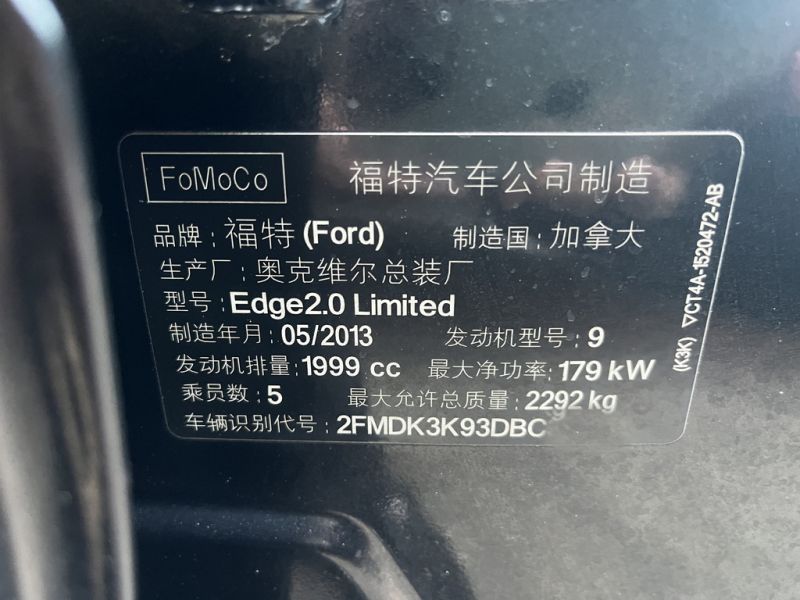 FoMoCo 福特汽车公司制造
品牌：福特 (Ford) 制造国：加拿大
生产厂：奥克维尔总装厂
型号：Edge2.0 Limited
制造年月：05/2013 发动机型号：9
发动机排量：1999 cc 最大净功率：179 kW
乘员数：5 最大允许总质量：2292 kg
车辆识别代号：2FMDK3K93DBC
(K3K) ▽CT4A-1520472-AB